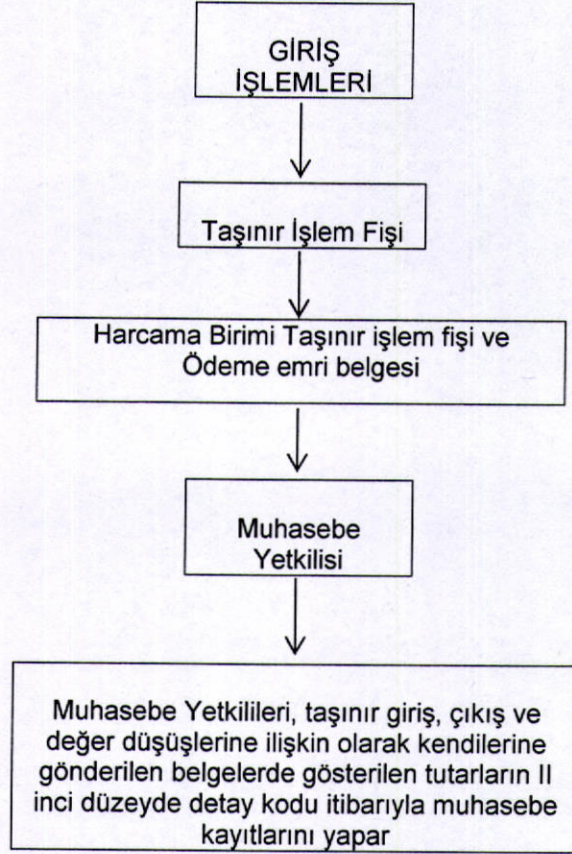 GİRİŞ
İŞLEMLERİ
Taşınır İşlem Fişi
Harcama Birimi Taşınır işlem fişi ve
Ödeme emri belgesi
Muhasebe
Yetkilisi
Muhasebe Yetkilileri, taşınır giriş, çıkış ve
değer düşüşlerine ilişkin olarak kendilerine
gönderilen belgelerde gösterilen tutarların II
inci düzeyde detay kodu itibarıyla muhasebe
kayıtlarını yapar